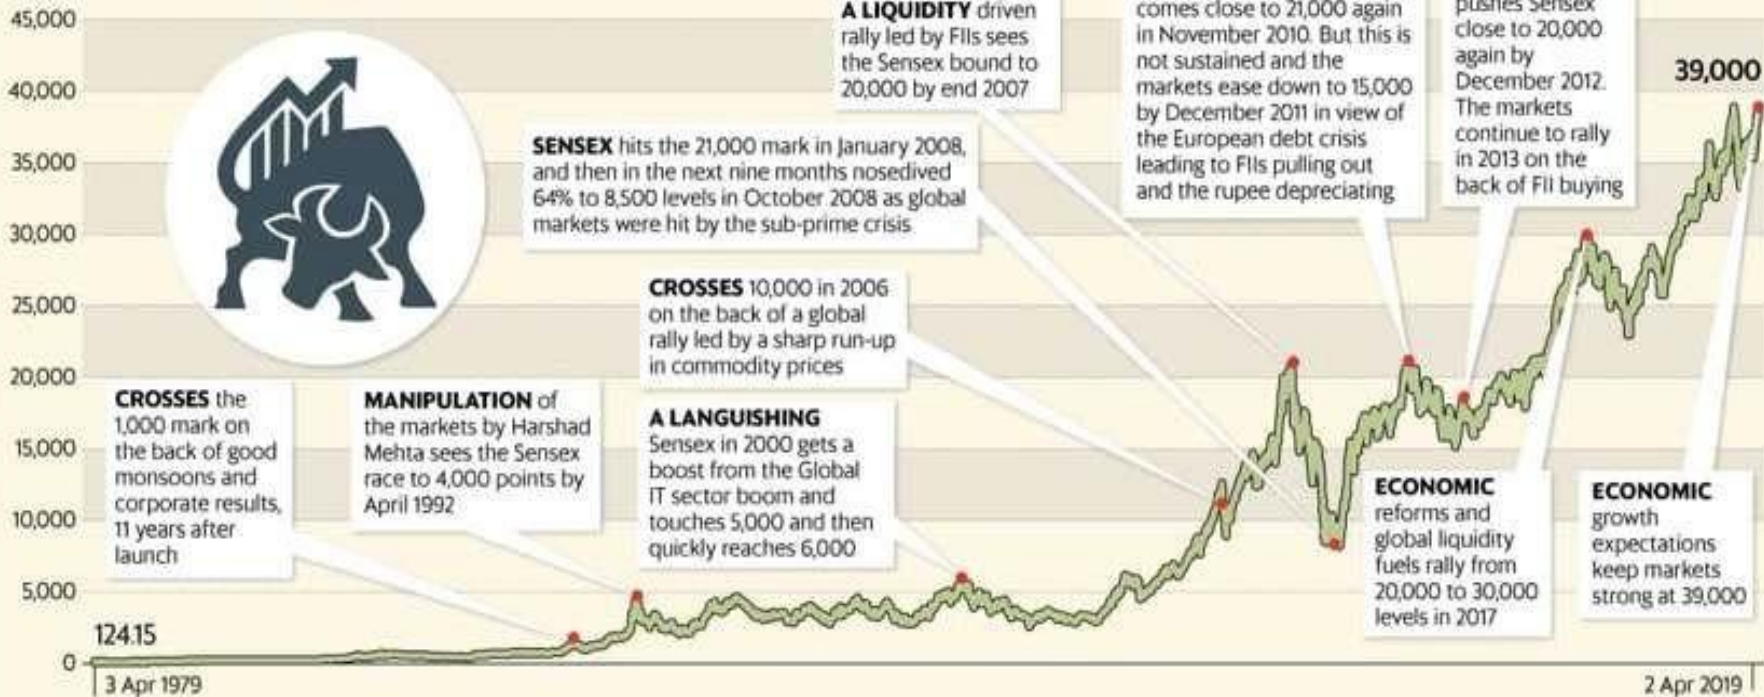 45,000
40,000
35,000
30,000
25,000
20,000
15,000
10,000
5,000
0
124.15
3 Apr 1979
2 Apr 2019
39,000
CROSSES the
1,000 mark on
the back of good
monsoons and
corporate results,
11 years after
launch
MANIPULATION of
the markets by Harshad
Mehta sees the Sensex
race to 4,000 points by
April 1992
A LANGUISHING
Sensex in 2000 gets a
boost from the Global
IT sector boom and
touches 5,000 and then
quickly reaches 6,000
CROSSES 10,000 in 2006
on the back of a global
rally led by a sharp run-up
in commodity prices
A LIQUIDITY driven
rally led by FIIs sees
the Sensex bound to
20,000 by end 2007
SENSEX hits the 21,000 mark in January 2008,
and then in the next nine months nosedived
64% to 8,500 levels in October 2008 as global
markets were hit by the sub-prime crisis
comes close to 21,000 again
in November 2010. But this is
not sustained and the
markets ease down to 15,000
by December 2011 in view of
the European debt crisis
leading to FIIs pulling out
and the rupee depreciating
pushes Sensex
close to 20,000
again by
December 2012.
The markets
continue to rally
in 2013 on the
back of FII buying
ECONOMIC
reforms and
global liquidity
fuels rally from
20,000 to 30,000
levels in 2017
ECONOMIC
growth
expectations
keep markets
strong at 39,000